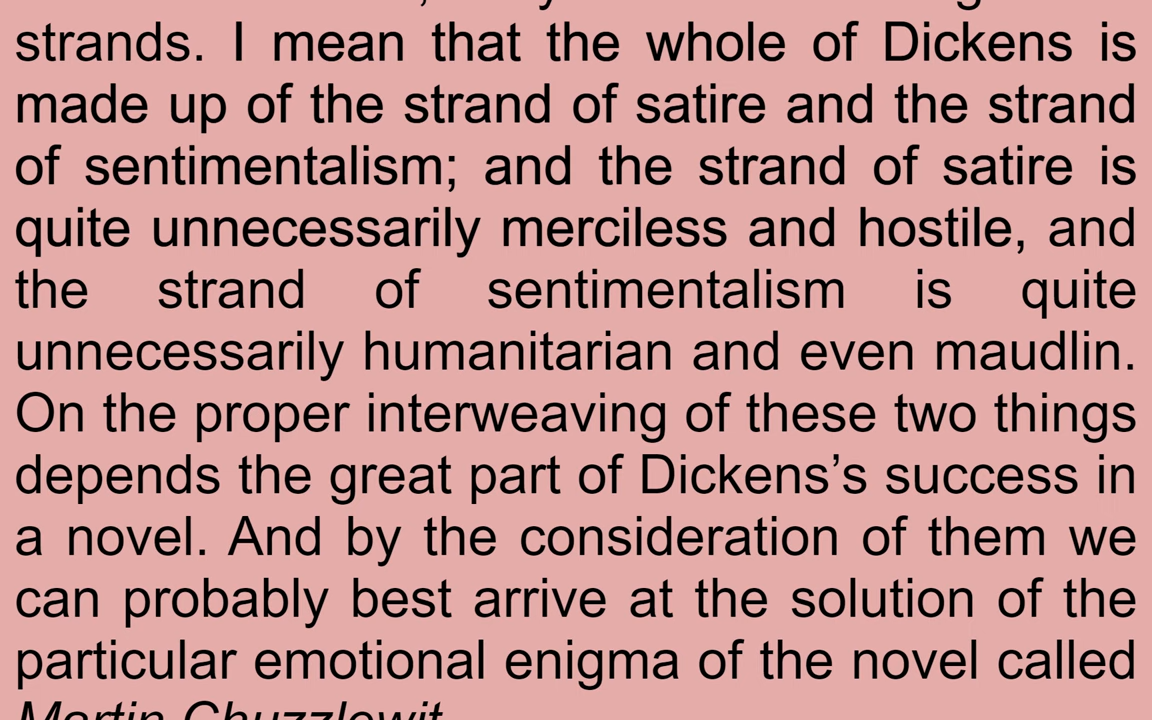 strands. I mean that the whole of Dickens is
made up of the strand of satire and the strand
of sentimentalism; and the strand of satire is
quite unnecessarily merciless and hostile, and
the strand of sentimentalism is quite
unnecessarily humanitarian and even maudlin.
On the proper interweaving of these two things
depends the great part of Dickens’s success in
a novel. And by the consideration of them we
can probably best arrive at the solution of the
particular emotional enigma of the novel called
Martin Chuzzlewit.